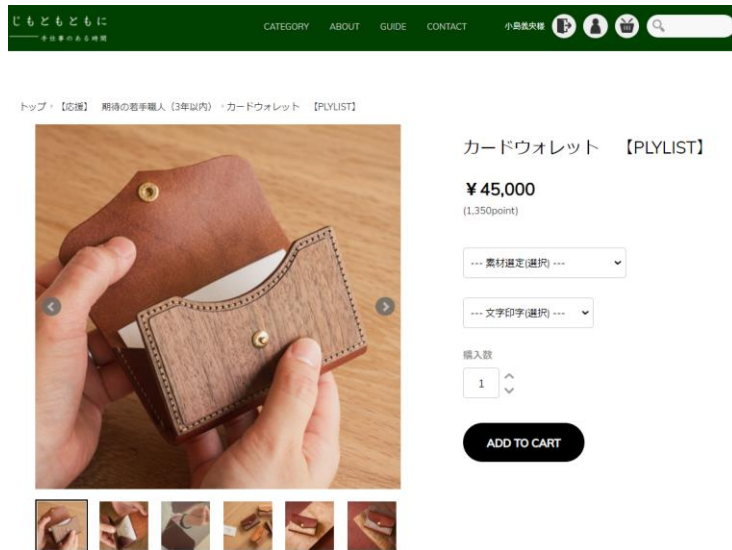 じもともともに
手仕事のある時間
CATEGORY ABOUT GUIDE CONTACT 小島義央様
トップ › 【応援】 期待の若手職人（3年以内） › カードウォレット 【PLYLIST】
カードウォレット 【PLYLIST】
¥ 45,000
(1,350point)
--- 素材選定(選択) ---
--- 文字印字(選択) ---
購入数
1
ADD TO CART